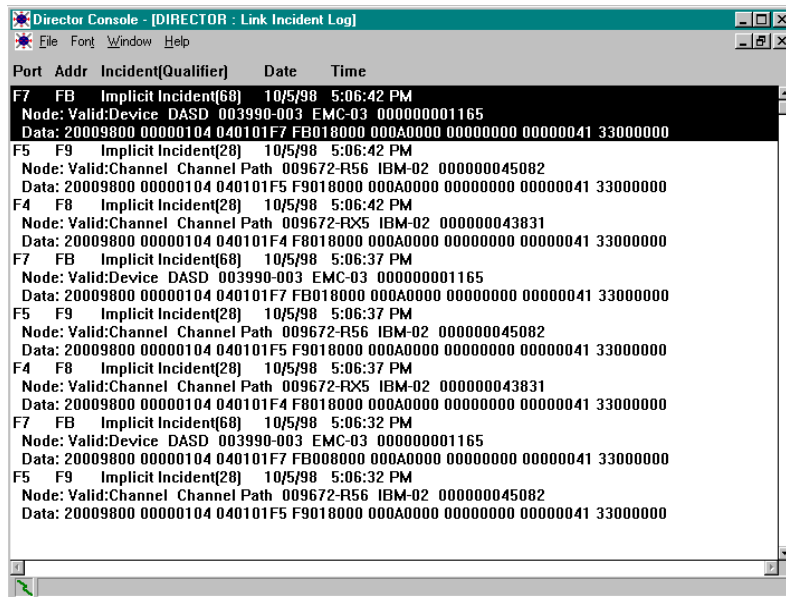 Director Console - [DIRECTOR : Link Incident Log]
File Font Window Help
Port Addr Incident(Qualifier) Date Time
F7 FB Implicit Incident(68) 10/5/98 5:06:42 PM
Node: Valid:Device DASD 003990-003 EMC-03 000000001165
Data: 20009800 00000104 040101F7 FB018000 000A0000 00000000 00000041 33000000
F5 F9 Implicit Incident(28) 10/5/98 5:06:42 PM
Node: Valid:Channel Channel Path 009672-R56 IBM-02 000000045082
Data: 20009800 00000104 040101F5 F9018000 000A0000 00000000 00000041 33000000
F4 F8 Implicit Incident(28) 10/5/98 5:06:42 PM
Node: Valid:Channel Channel Path 009672-RX5 IBM-02 000000043831
Data: 20009800 00000104 040101F4 F8018000 000A0000 00000000 00000041 33000000
F7 FB Implicit Incident(68) 10/5/98 5:06:37 PM
Node: Valid:Device DASD 003990-003 EMC-03 000000001165
Data: 20009800 00000104 040101F7 FB018000 000A0000 00000000 00000041 33000000
F5 F9 Implicit Incident(28) 10/5/98 5:06:37 PM
Node: Valid:Channel Channel Path 009672-R56 IBM-02 000000045082
Data: 20009800 00000104 040101F5 F9018000 000A0000 00000000 00000041 33000000
F4 F8 Implicit Incident(28) 10/5/98 5:06:37 PM
Node: Valid:Channel Channel Path 009672-RX5 IBM-02 000000043831
Data: 20009800 00000104 040101F4 F8018000 000A0000 00000000 00000041 33000000
F7 FB Implicit Incident(68) 10/5/98 5:06:32 PM
Node: Valid:Device DASD 003990-003 EMC-03 000000001165
Data: 20009800 00000104 040101F7 FB008000 000A0000 00000000 00000041 33000000
F5 F9 Implicit Incident(28) 10/5/98 5:06:32 PM
Node: Valid:Channel Channel Path 009672-R56 IBM-02 000000045082
Data: 20009800 00000104 040101F5 F9018000 000A0000 00000000 00000041 33000000